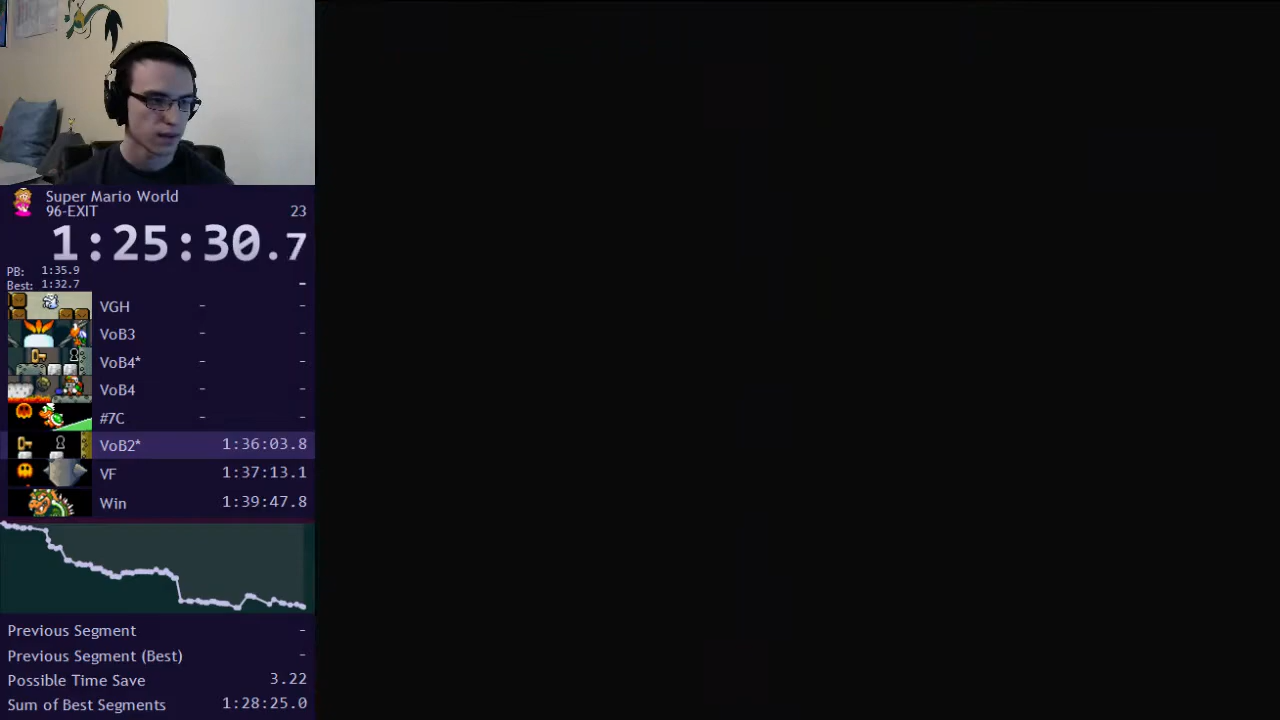 Super Mario World
96-EXIT 23
1:25:30.7
PB: 1:35.9
Best: 1:32.7 -
VGH - -
VoB3 - -
VoB4* - -
VoB4 - -
#7C - -
VoB2* 1:36:03.8
VF 1:37:13.1
Win 1:39:47.8
Previous Segment -
Previous Segment (Best) -
Possible Time Save 3.22
Sum of Best Segments 1:28:25.0